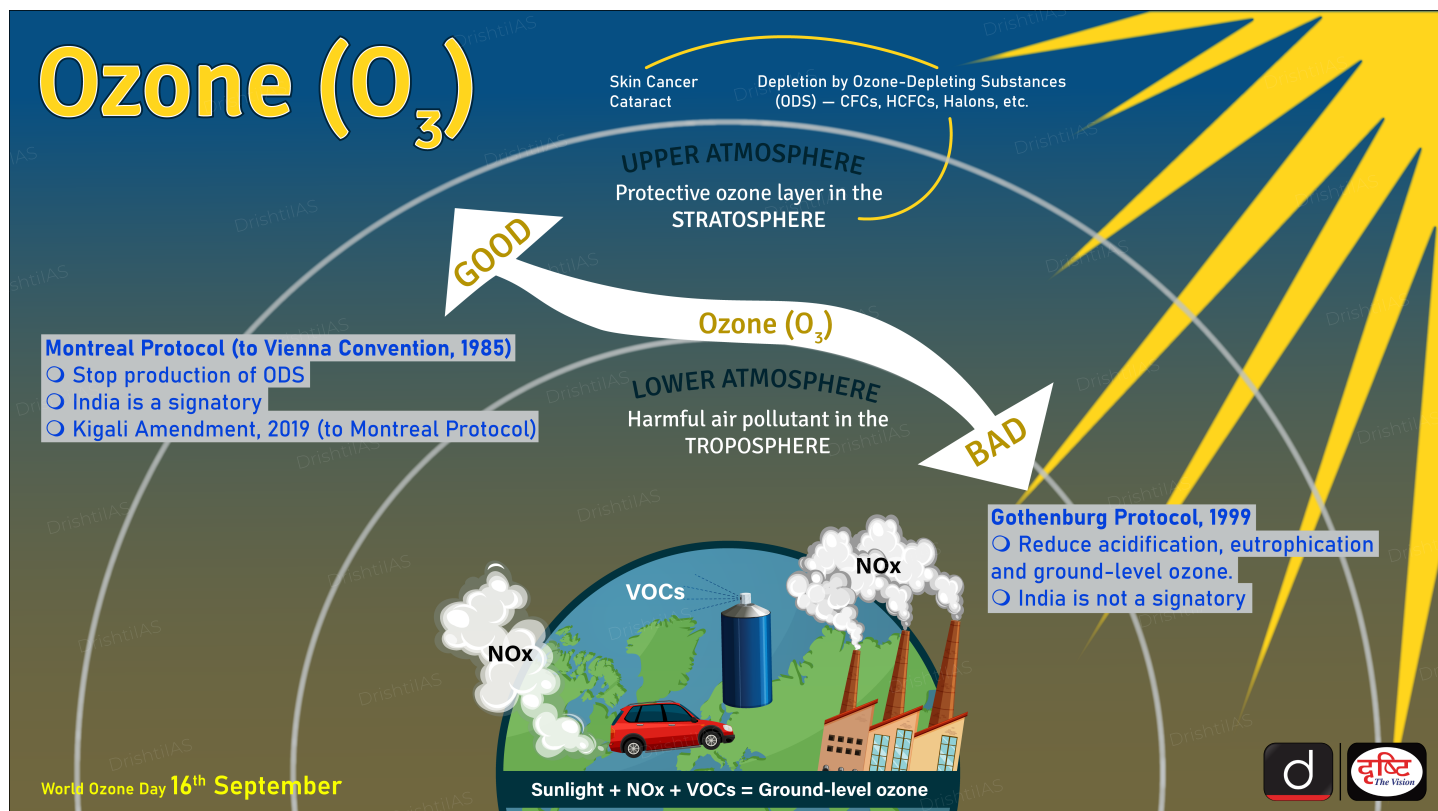 Ozone (O3)
Skin Cancer
Cataract
Depletion by Ozone-Depleting Substances
(ODS) — CFCs, HCFCs, Halons, etc.
UPPER ATMOSPHERE
Protective ozone layer in the
STRATOSPHERE
GOOD
Ozone (O3)
BAD
LOWER ATMOSPHERE
Harmful air pollutant in the
TROPOSPHERE
Montreal Protocol (to Vienna Convention, 1985)
❍ Stop production of ODS
❍ India is a signatory
❍ Kigali Amendment, 2019 (to Montreal Protocol)
Gothenburg Protocol, 1999
❍ Reduce acidification, eutrophication
and ground-level ozone.
❍ India is not a signatory
NOx
VOCs
NOx
Sunlight + NOx + VOCs = Ground-level ozone
World Ozone Day 16th September
d
दृष्टि
The Vision
DrishtiIAS